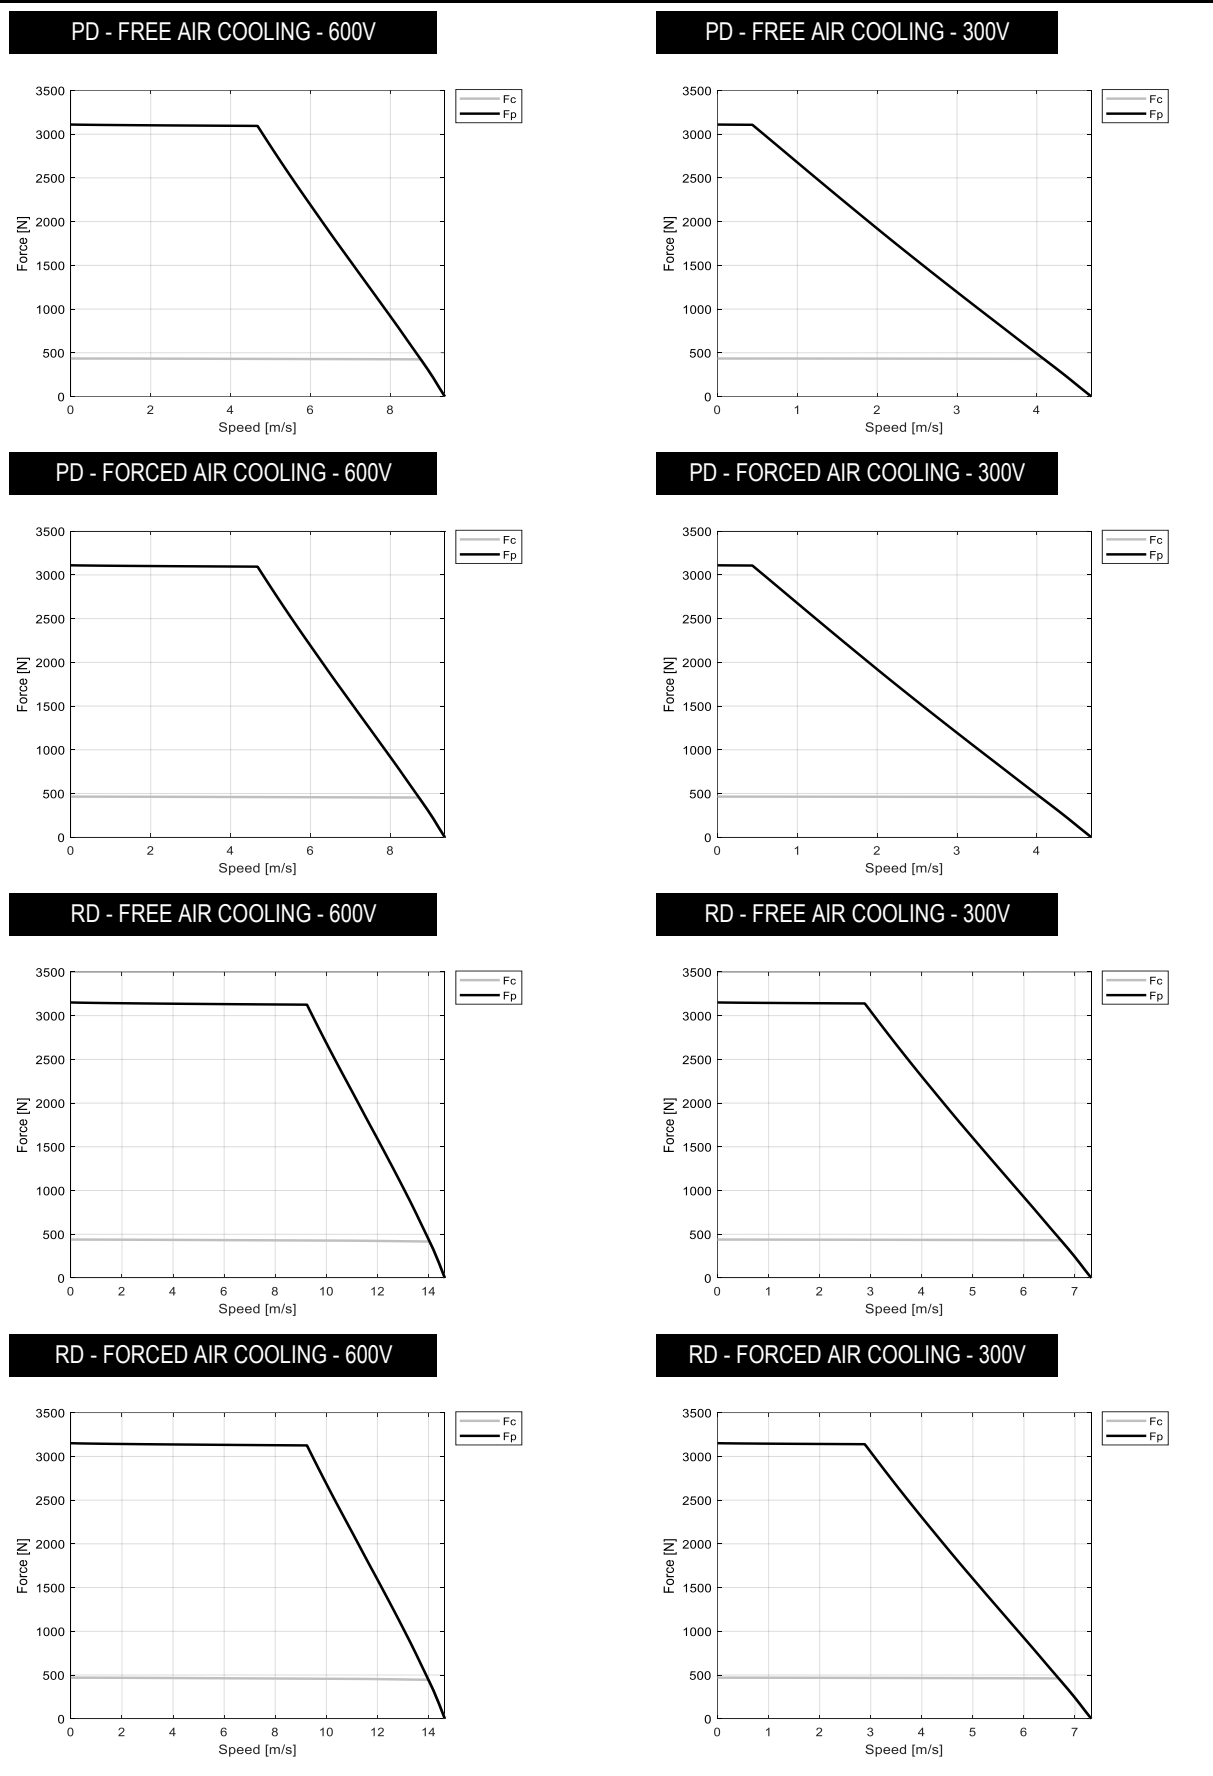 PD - FREE AIR COOLING - 600V
3500
3000
2500
2000
1500
1000
500
0
Force [N]
0 2 4 6 8
Speed [m/s]
Fc
Fp
PD - FREE AIR COOLING - 300V
3500
3000
2500
2000
1500
1000
500
0
Force [N]
0 1 2 3 4
Speed [m/s]
Fc
Fp
PD - FORCED AIR COOLING - 600V
3500
3000
2500
2000
1500
1000
500
0
Force [N]
0 2 4 6 8
Speed [m/s]
Fc
Fp
PD - FORCED AIR COOLING - 300V
3500
3000
2500
2000
1500
1000
500
0
Force [N]
0 1 2 3 4
Speed [m/s]
Fc
Fp
RD - FREE AIR COOLING - 600V
3500
3000
2500
2000
1500
1000
500
0
Force [N]
0 2 4 6 8 10 12 14
Speed [m/s]
Fc
Fp
RD - FREE AIR COOLING - 300V
3500
3000
2500
2000
1500
1000
500
0
Force [N]
0 1 2 3 4 5 6 7
Speed [m/s]
Fc
Fp
RD - FORCED AIR COOLING - 600V
3500
3000
2500
2000
1500
1000
500
0
Force [N]
0 2 4 6 8 10 12 14
Speed [m/s]
Fc
Fp
RD - FORCED AIR COOLING - 300V
3500
3000
2500
2000
1500
1000
500
0
Force [N]
0 1 2 3 4 5 6 7
Speed [m/s]
Fc
Fp